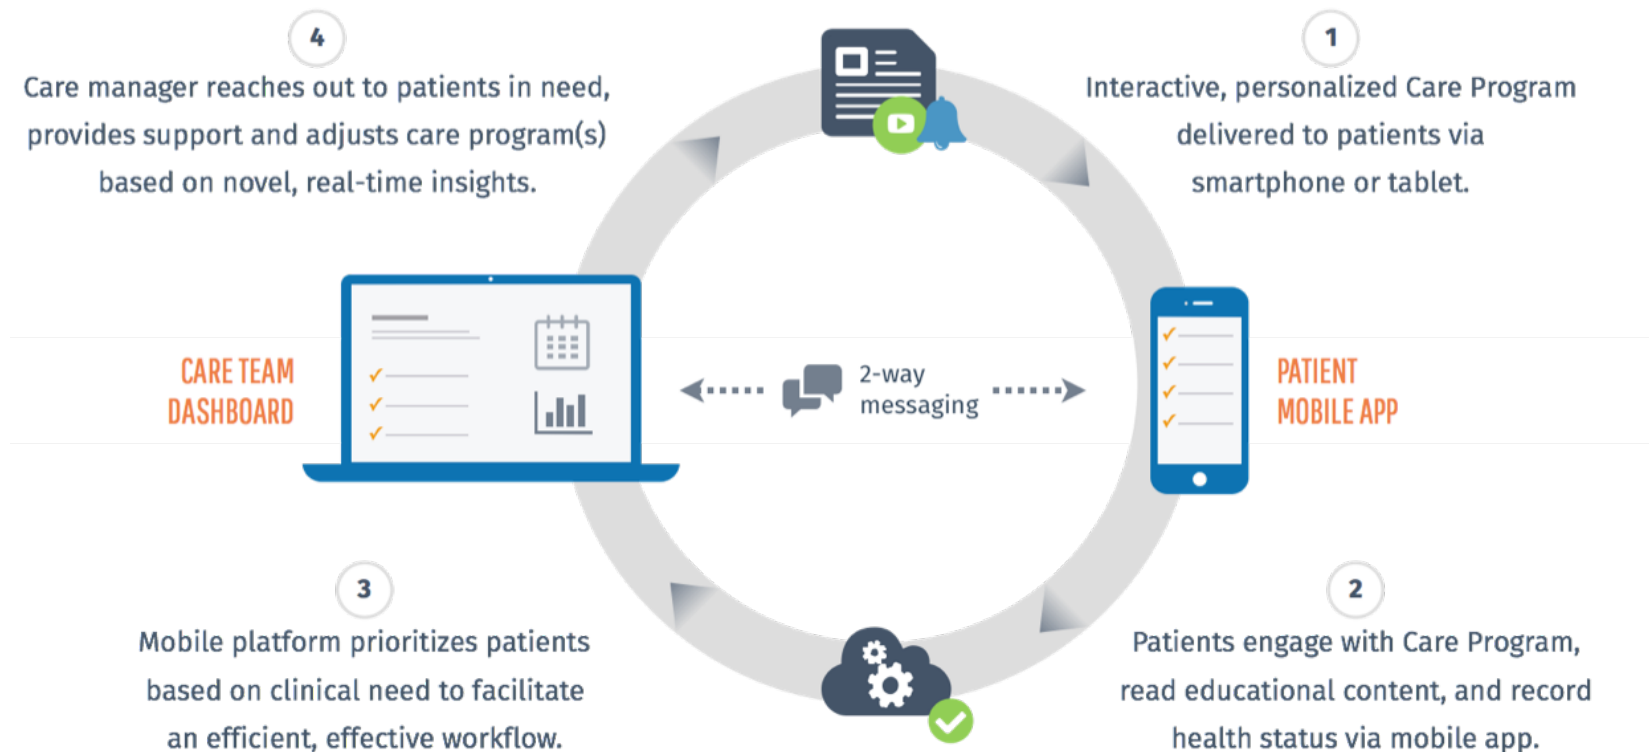 4
Care manager reaches out to patients in need,
provides support and adjusts care program(s)
based on novel, real-time insights.
1
Interactive, personalized Care Program
delivered to patients via
smartphone or tablet.
CARE TEAM
DASHBOARD
2-way
messaging
PATIENT
MOBILE APP
3
Mobile platform prioritizes patients
based on clinical need to facilitate
an efficient, effective workflow.
2
Patients engage with Care Program,
read educational content, and record
health status via mobile app.